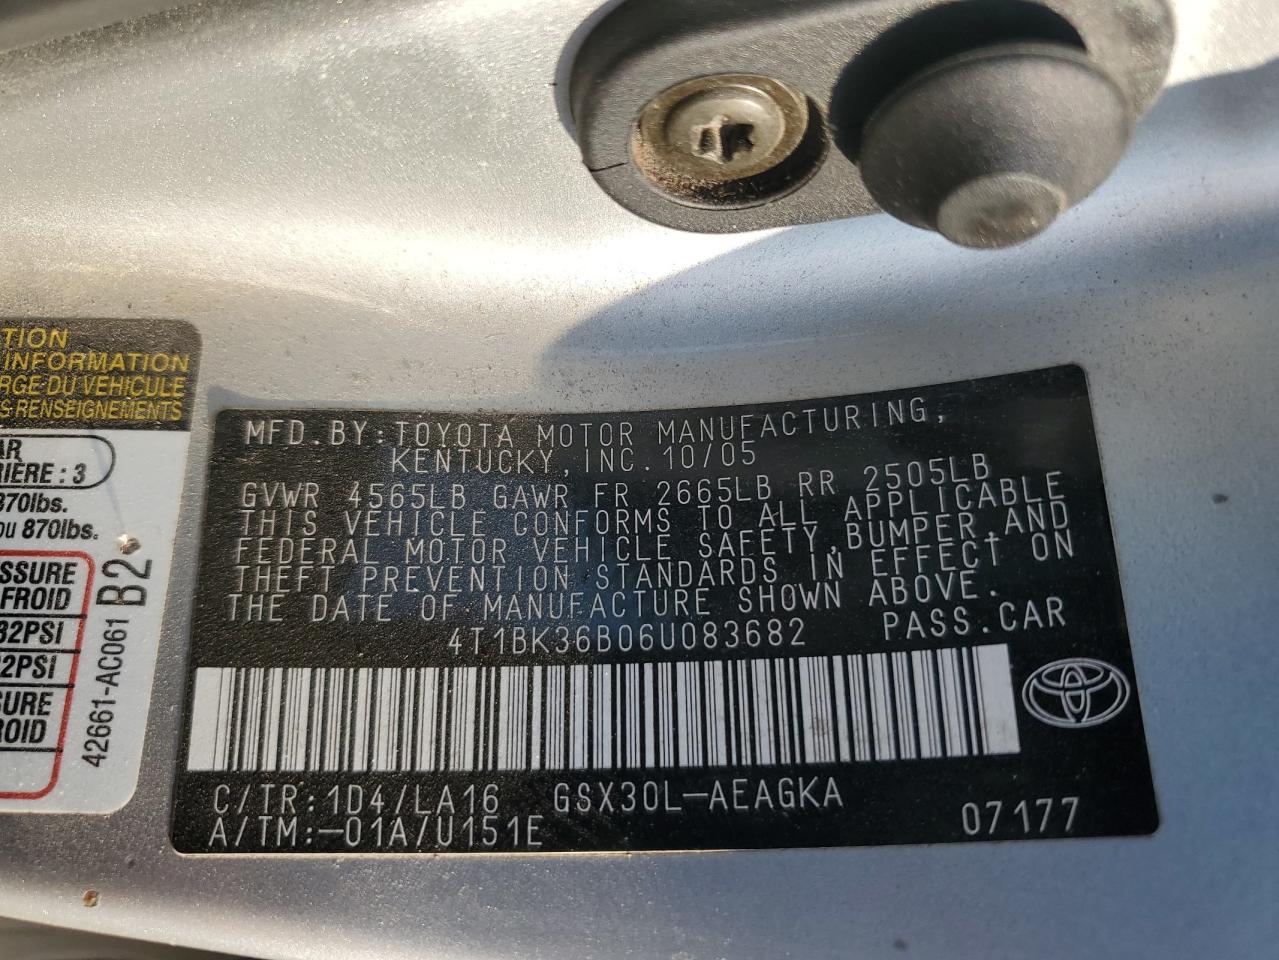 TION
INFORMATION
RGE DU VÉHICULE
S RENSEIGNEMENTS
AR
RIÈRE : 3
870lbs.
ou 870lbs.
SSURE
FROID
32PSI
2PSI
SURE
ROID
42661-AC061 B2
MFD.BY:TOYOTA MOTOR MANUFACTURING,
KENTUCKY,INC.10/05
GVWR 4565LB GAWR FR 2665LB RR 2505LB
THIS VEHICLE CONFORMS TO ALL APPLICABLE
FEDERAL MOTOR VEHICLE SAFETY,BUMPER,AND
THEFT PREVENTION STANDARDS IN EFFECT ON
THE DATE OF MANUFACTURE SHOWN ABOVE.
4T1BK36B06U083682 PASS.CAR
C/TR:1D4/LA16 GSX30L-AEAGKA
A/TM:-01A/U151E 07177